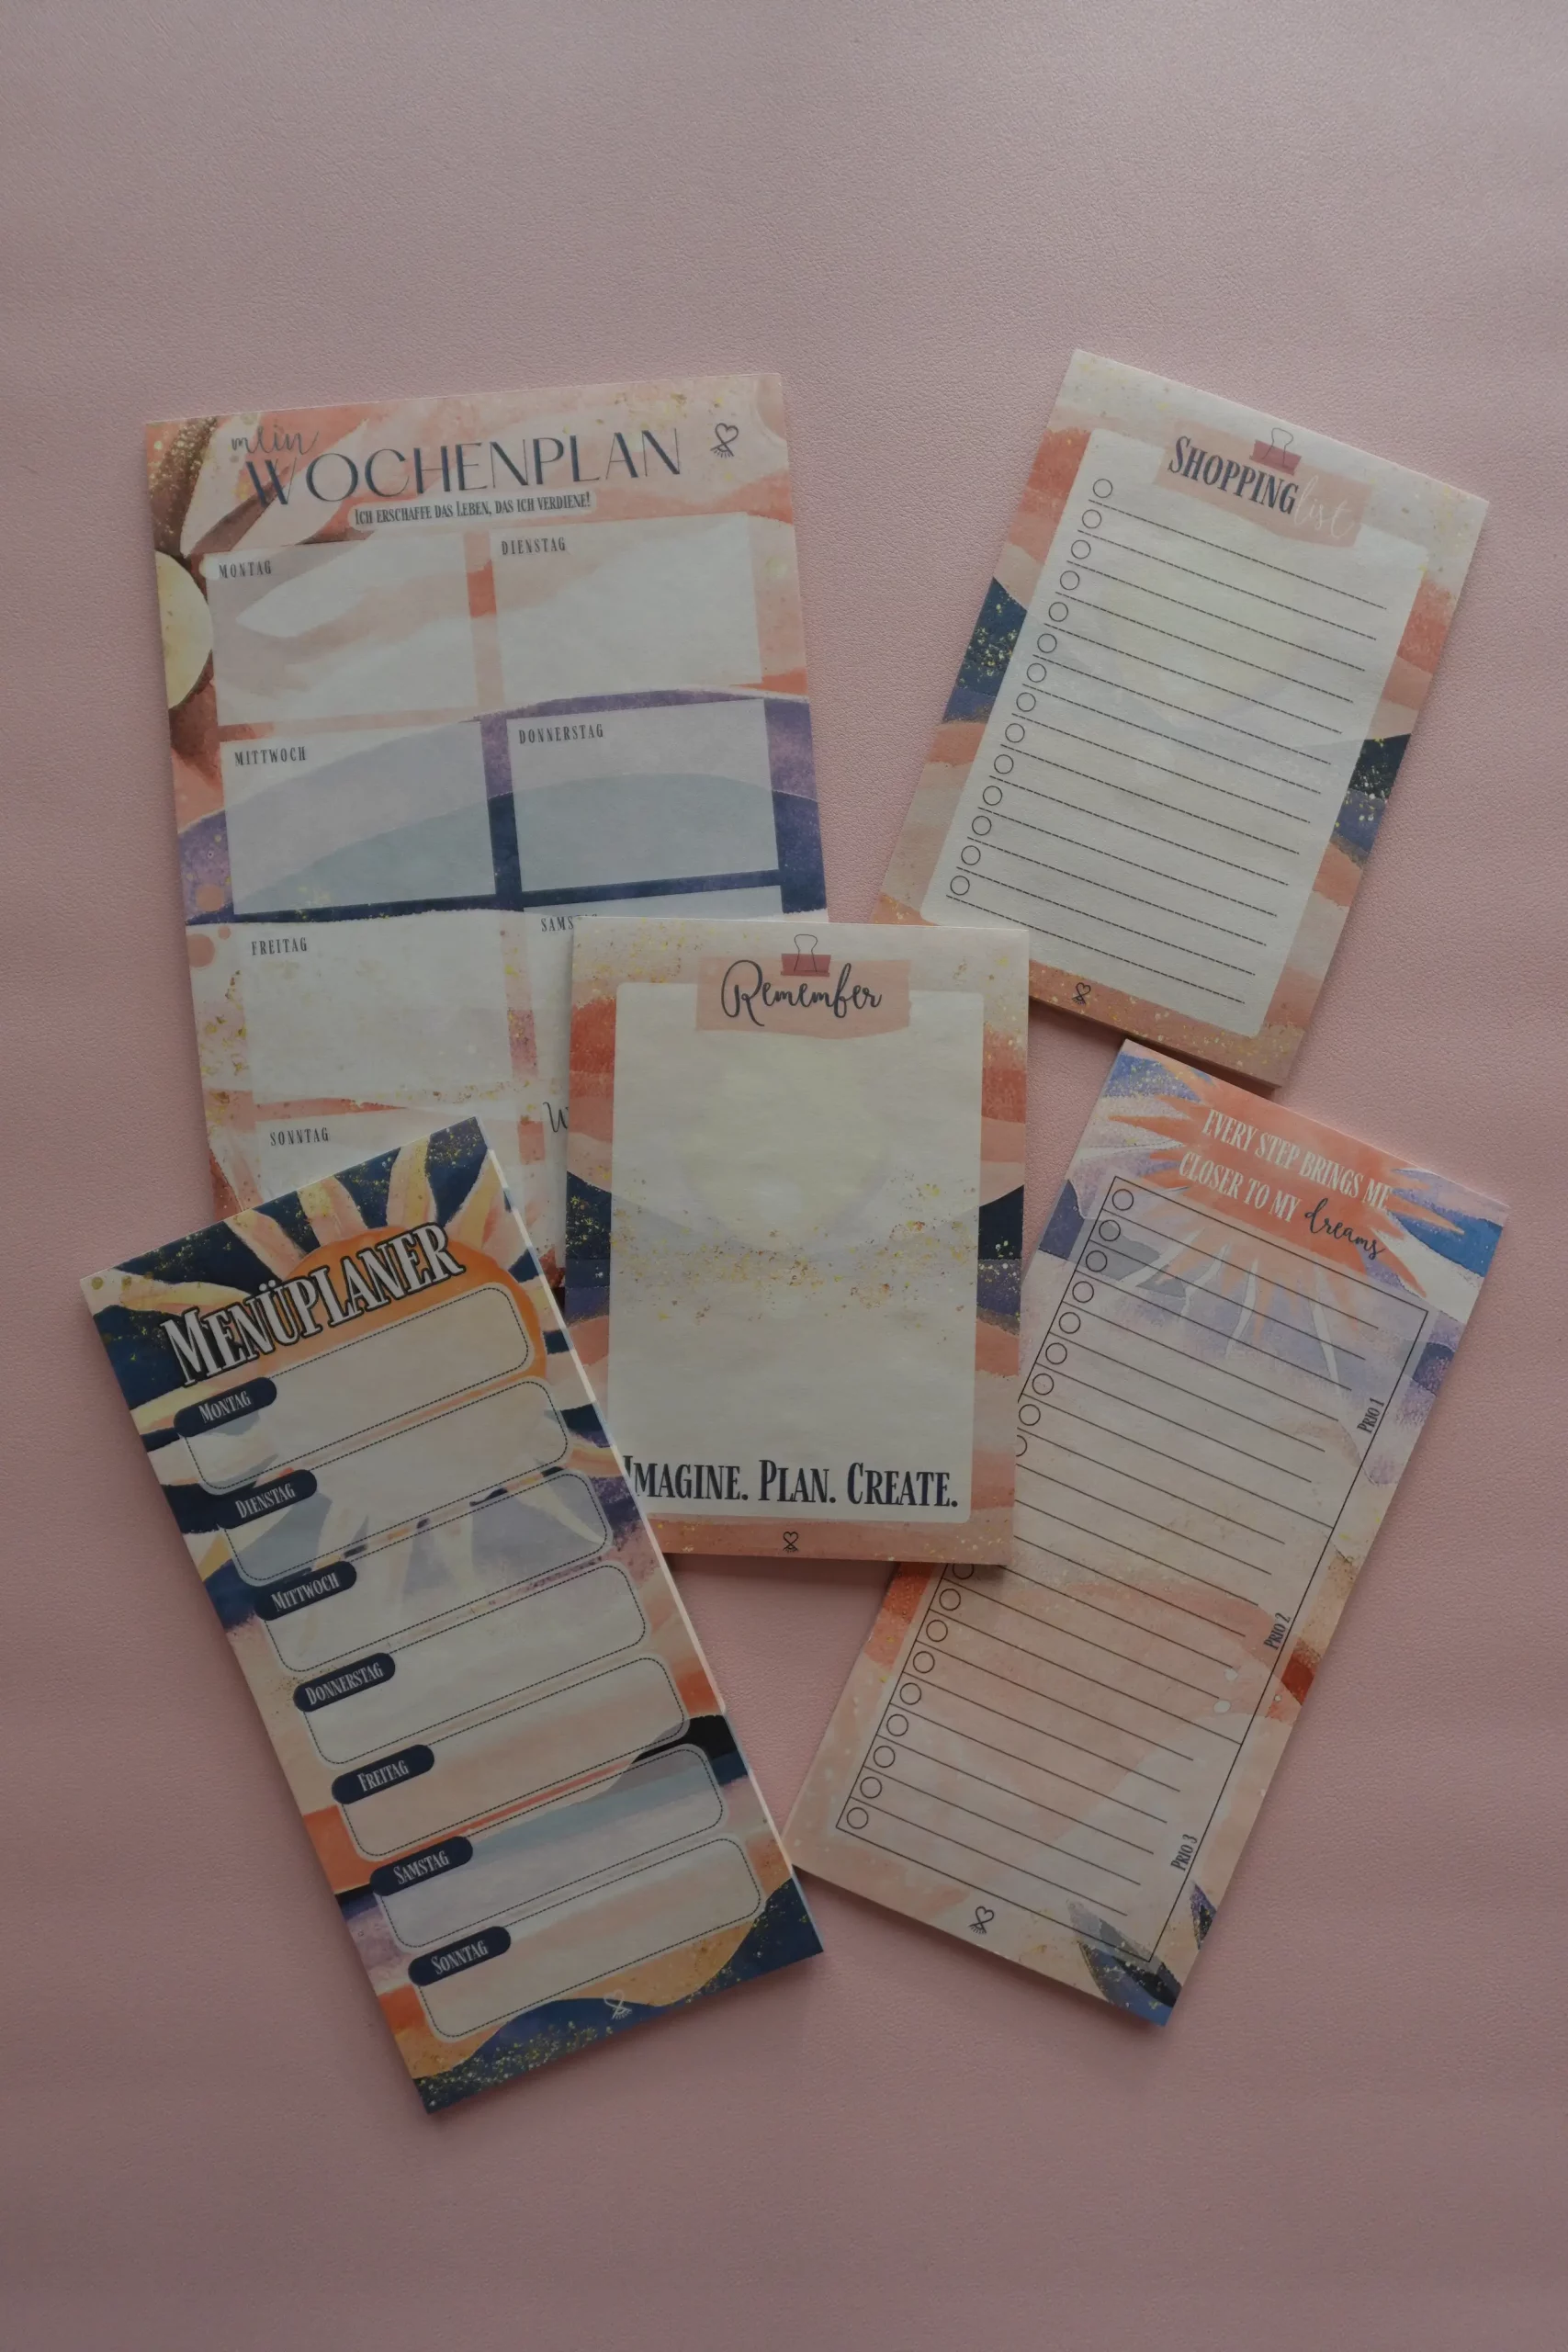 mein
WOCHENPLAN
ICH ERSCHAFFE DAS LEBEN, DAS ICH VERDIENE!
MONTAG
DIENSTAG
MITTWOCH
DONNERSTAG
FREITAG
SONNTAG
SHOPPING list
Remember
IMAGINE. PLAN. CREATE.
EVERY STEP BRINGS ME
CLOSER TO MY dreams
PRIO 1
PRIO 2
PRIO 3
MENÜPLANER
MONTAG
DIENSTAG
MITTWOCH
DONNERSTAG
FREITAG
SAMSTAG
SONNTAG